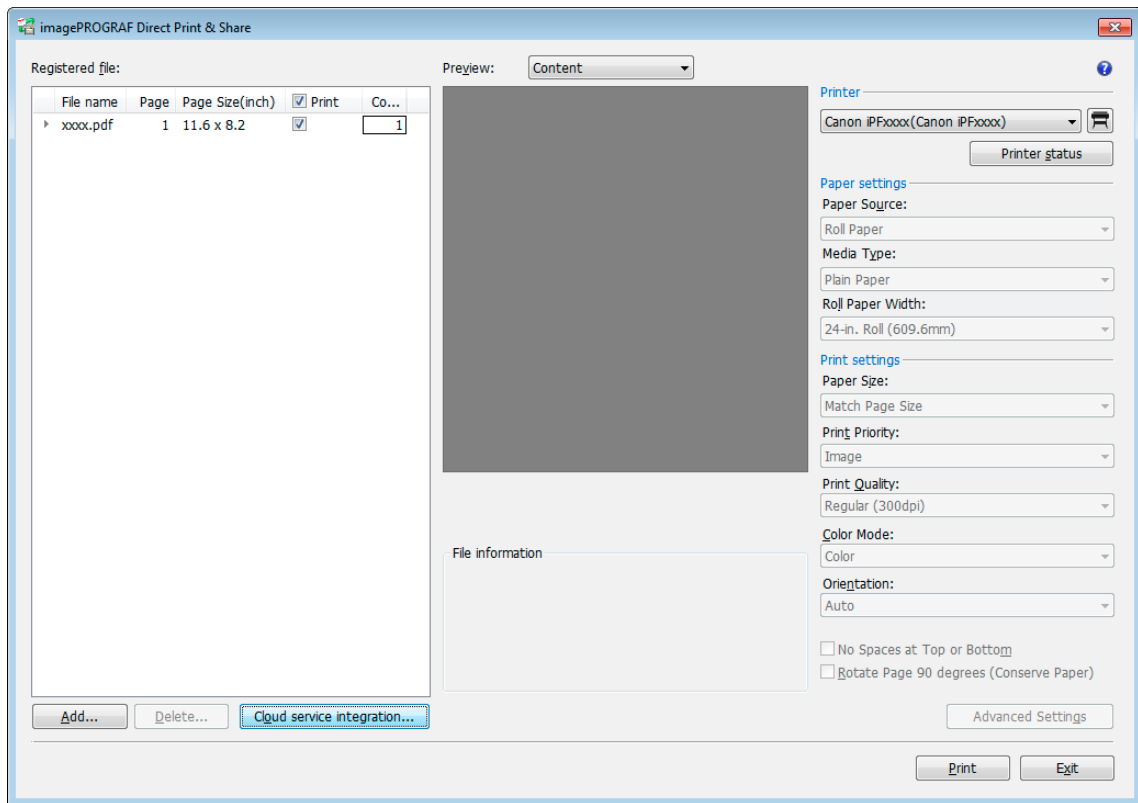 imagePROGRAF Direct Print & Share
Registered file:
File name Page Page Size(inch) Print Co...
xxxx.pdf 1 11.6 x 8.2 1
Add... Delete... Cloud service integration...
Preview: Content
File information
Printer
Canon iPFxxxx(Canon iPFxxxx)
Printer status
Paper settings
Paper Source:
Roll Paper
Media Type:
Plain Paper
Roll Paper Width:
24-in. Roll (609.6mm)
Print settings
Paper Size:
Match Page Size
Print Priority:
Image
Print Quality:
Regular (300dpi)
Color Mode:
Color
Orientation:
Auto
No Spaces at Top or Bottom
Rotate Page 90 degrees (Conserve Paper)
Advanced Settings
Print Exit